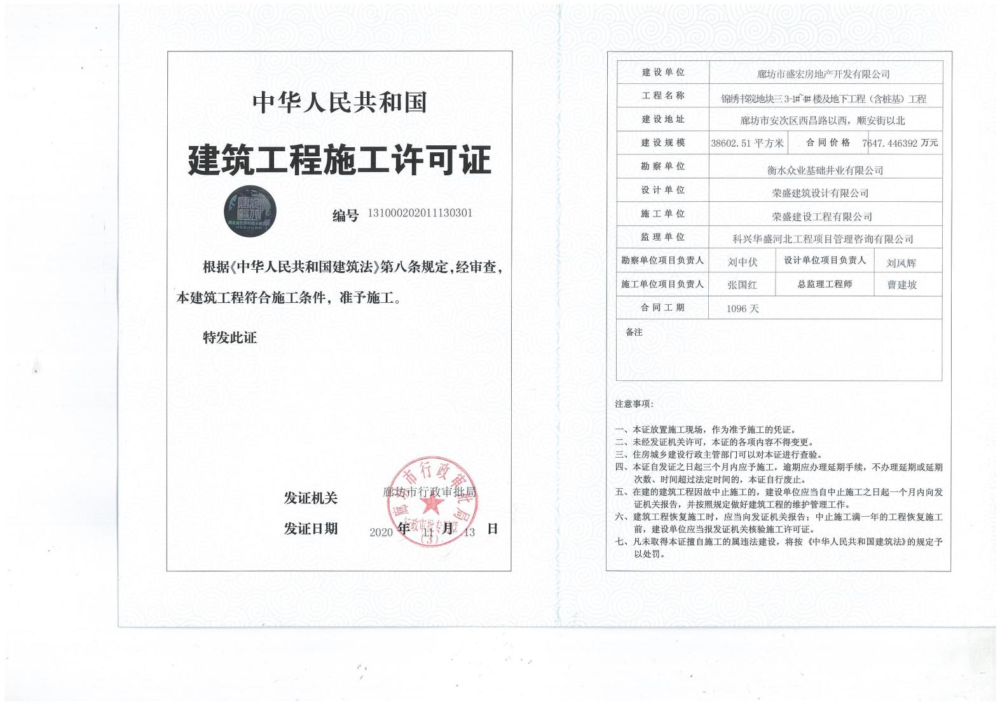 中华人民共和国
建筑工程施工许可证
河北省住房和城乡建设厅
HEBHURD
编号 131000202011130301
根据《中华人民共和国建筑法》第八条规定,经审查,
本建筑工程符合施工条件，准予施工。
特发此证
发证机关 廊坊市行政审批局
发证日期 2020 年 11 月 13 日
廊坊市行政审批局
行政审批专用章
(3)
建设单位 廊坊市盛宏房地产开发有限公司
工程名称 锦绣书院地块三 3-1#~4# 楼及地下工程（含桩基）工程
建设地址 廊坊市安次区西昌路以西，顺安街以北
建设规模 38602.51 平方米 合同价格 7647.446392 万元
勘察单位 衡水众业基础井业有限公司
设计单位 荣盛建筑设计有限公司
施工单位 荣盛建设工程有限公司
监理单位 科兴华盛河北工程项目管理咨询有限公司
勘察单位项目负责人 刘中伏 设计单位项目负责人 刘凤辉
施工单位项目负责人 张国红 总监理工程师 曹建坡
合同工期 1096 天
备注
注意事项:
一、本证放置施工现场，作为准予施工的凭证。
二、未经发证机关许可，本证的各项内容不得变更。
三、住房城乡建设行政主管部门可以对本证进行查验。
四、本证自发证之日起三个月内应予施工，逾期应办理延期手续，不办理延期或延期
次数、时间超过法定时间的，本证自行废止。
五、在建的建筑工程因故中止施工的，建设单位应当自中止施工之日起一个月内向发
证机关报告，并按照规定做好建筑工程的维护管理工作。
六、建筑工程恢复施工时，应当向发证机关报告；中止施工满一年的工程恢复施工
前，建设单位应当报发证机关核验施工许可证。
七、凡未取得本证擅自施工的属违法建设，将按《中华人民共和国建筑法》的规定予
以处罚。